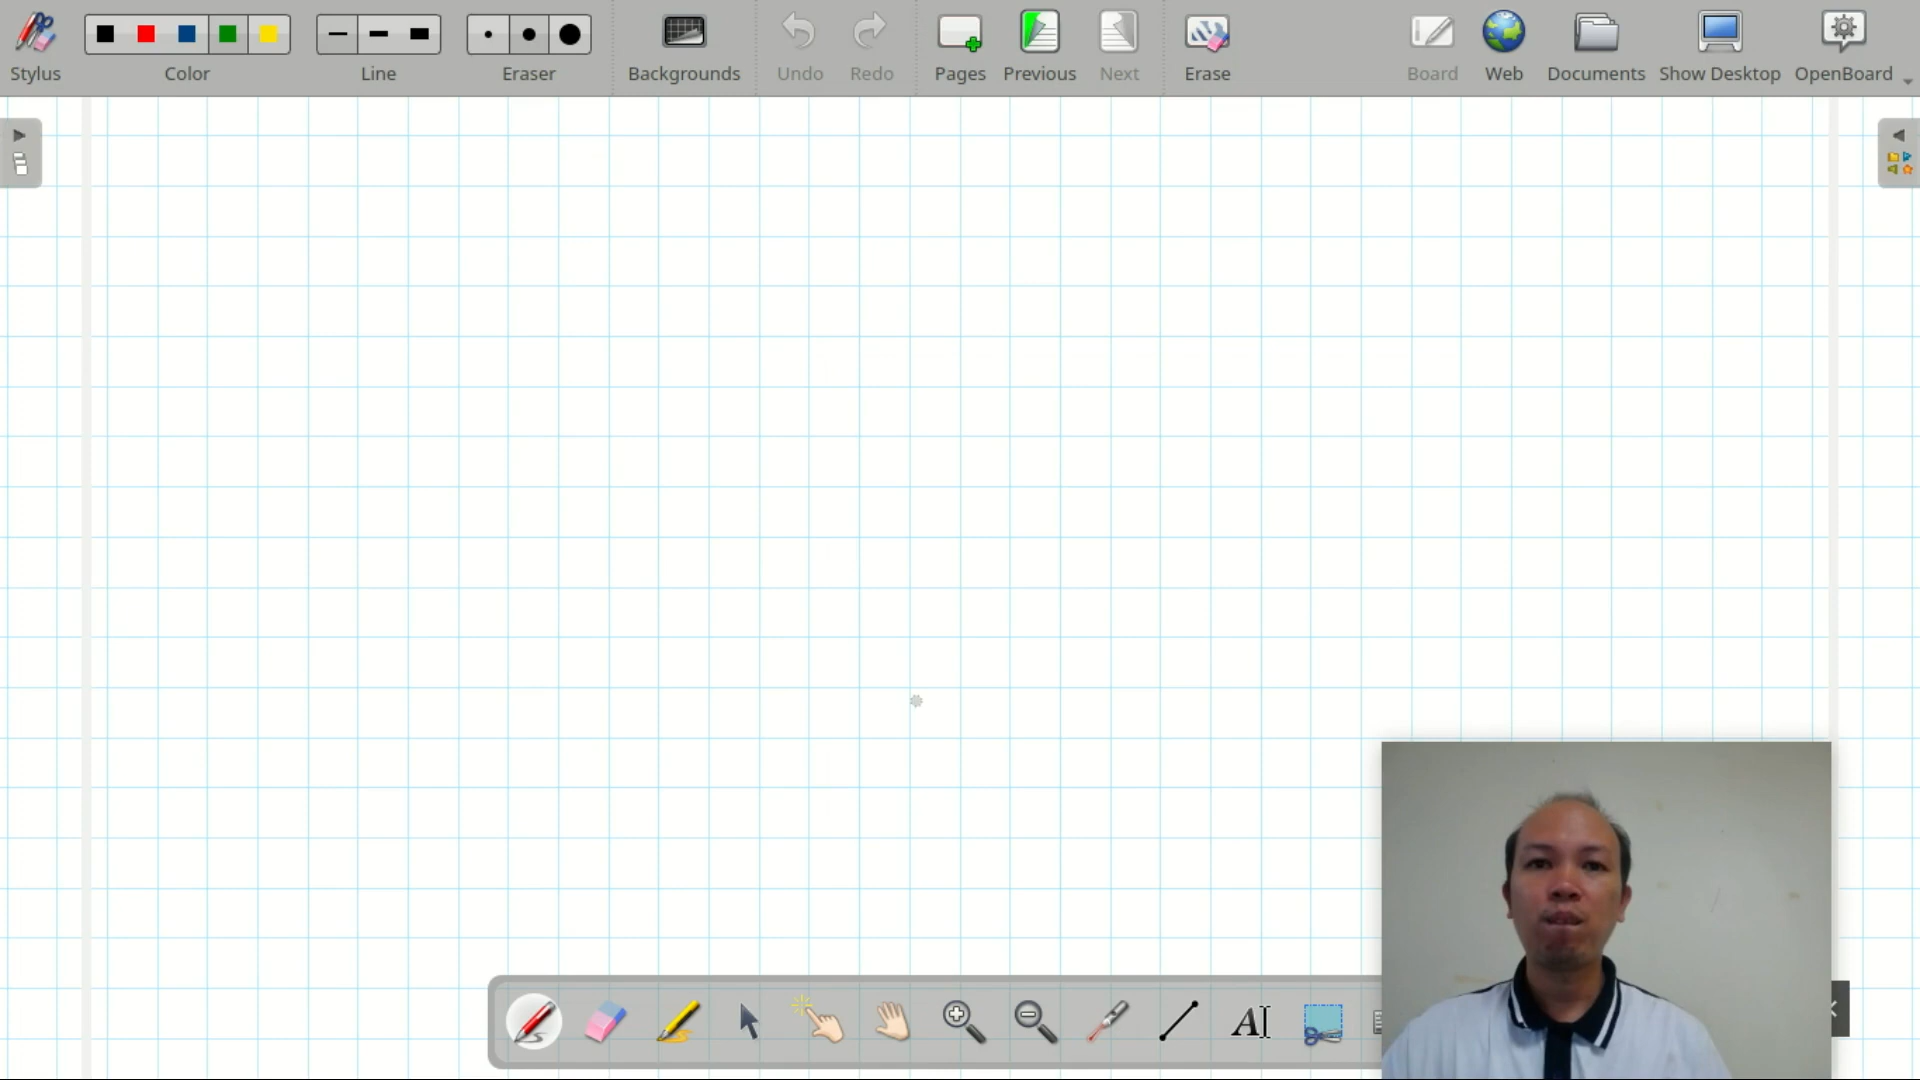 Stylus
Color
Line
Eraser
Backgrounds
Undo
Redo
Pages
Previous
Next
Erase
Board
Web
Documents
Show Desktop
OpenBoard